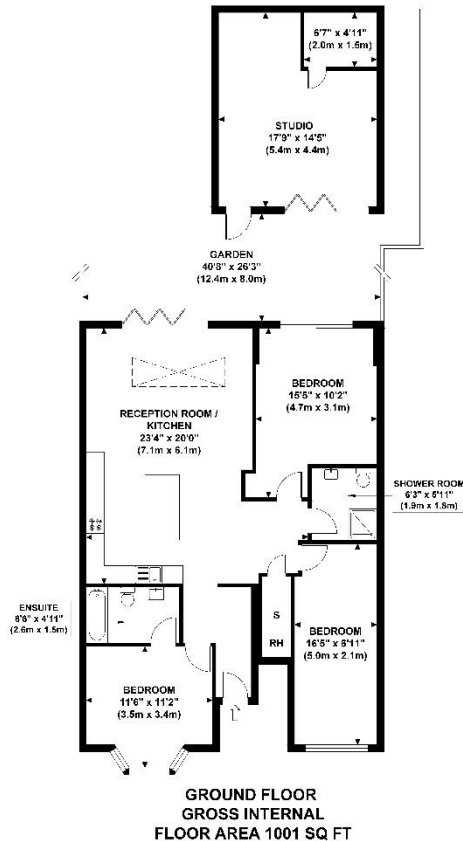 6'7" x 4'11"
(2.0m x 1.5m)
STUDIO
17'9" x 14'5"
(5.4m x 4.4m)
GARDEN
40'8" x 26'3"
(12.4m x 8.0m)
BEDROOM
15'5" x 10'2"
(4.7m x 3.1m)
RECEPTION ROOM /
KITCHEN
23'4" x 20'0"
(7.1m x 6.1m)
SHOWER ROOM
6'3" x 5'11"
(1.9m x 1.8m)
ENSUITE
8'6" x 4'11"
(2.6m x 1.5m)
S
RH
BEDROOM
16'5" x 6'11"
(5.0m x 2.1m)
BEDROOM
11'6" x 11'2"
(3.5m x 3.4m)
GROUND FLOOR
GROSS INTERNAL
FLOOR AREA 1001 SQ FT